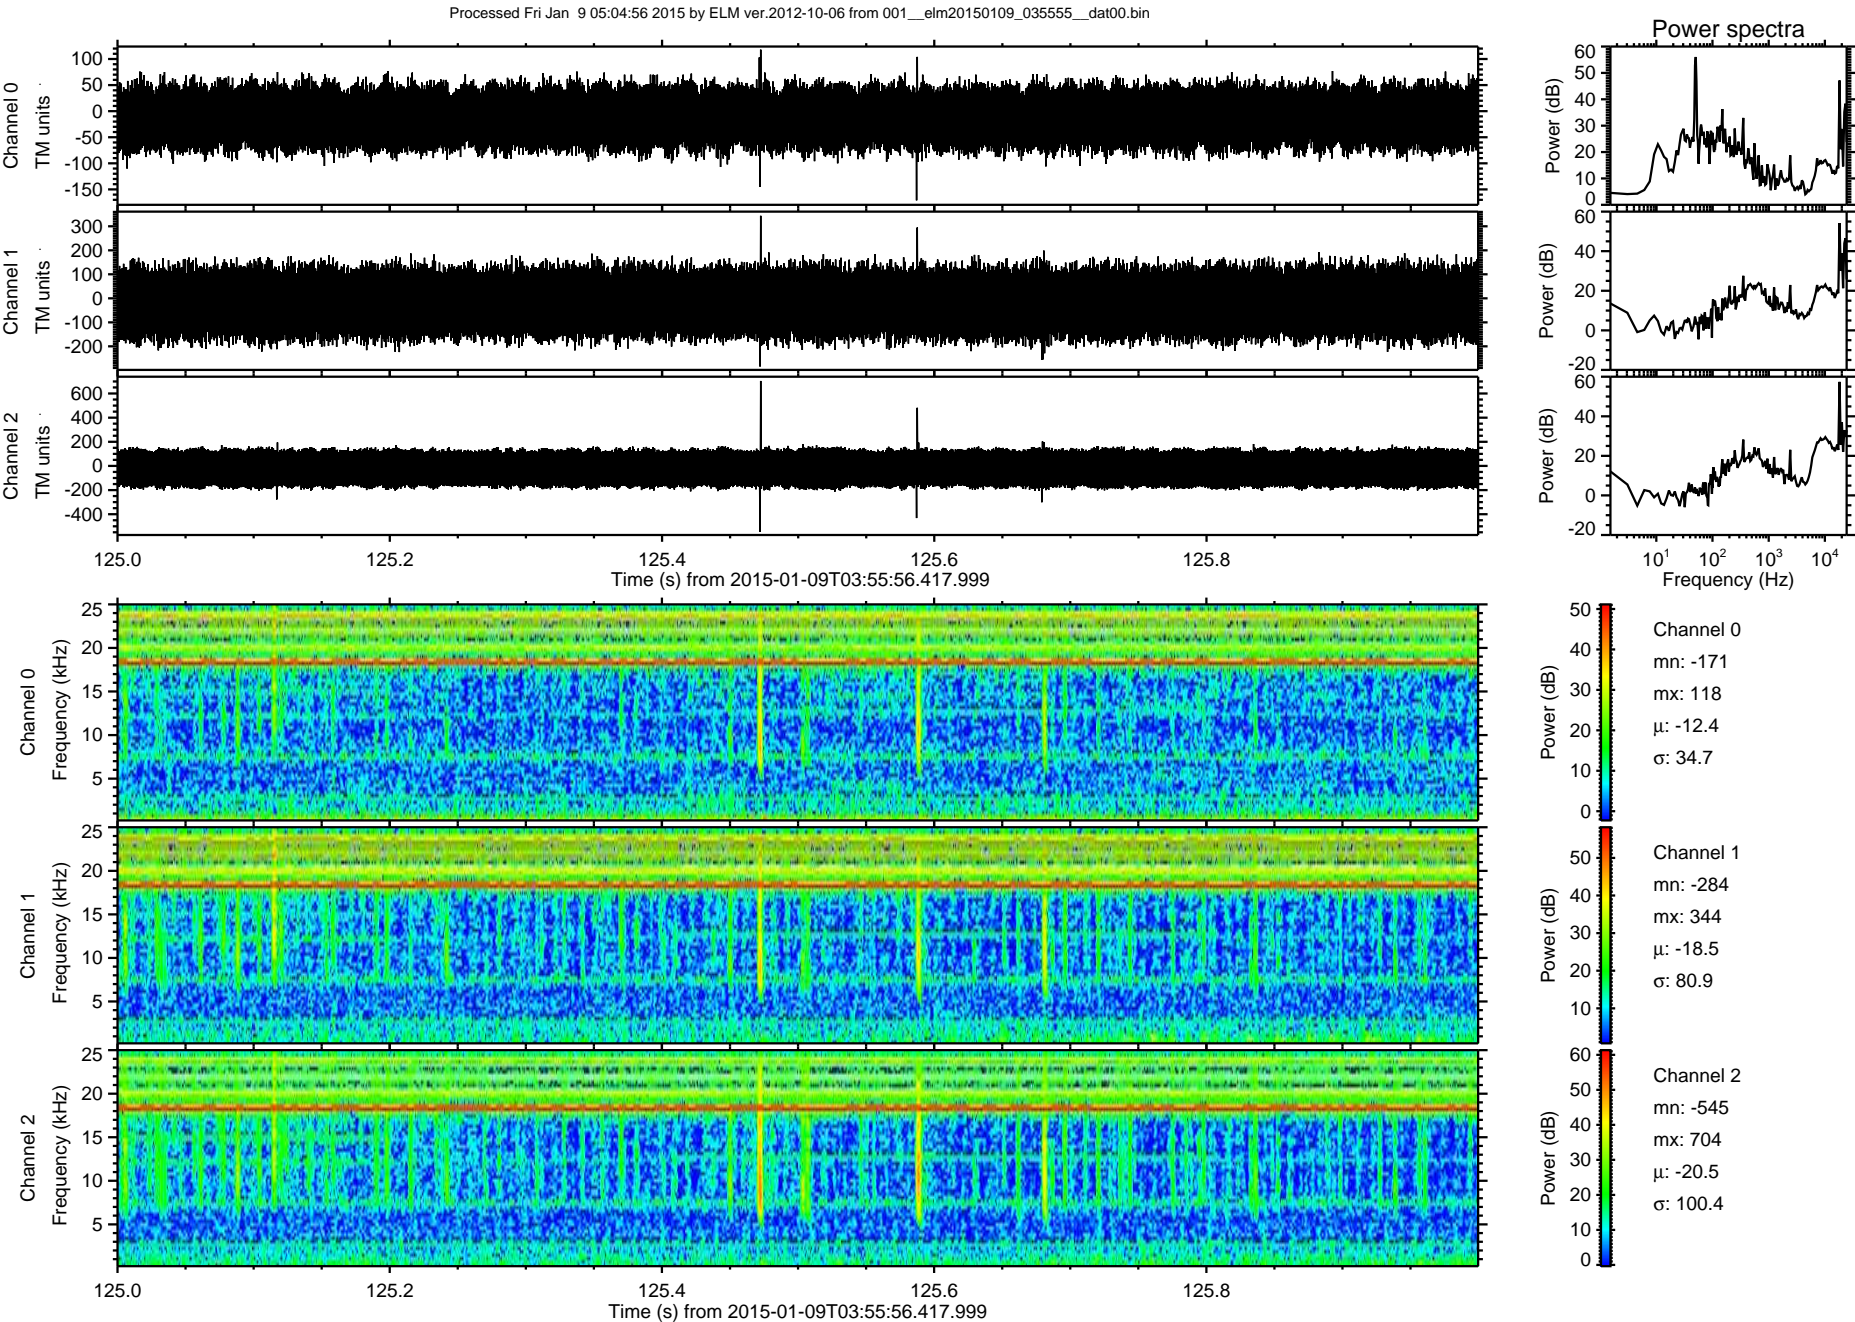 Processed Fri Jan  9 05:04:56 2015 by ELM ver.2012-10-06 from 001__elm20150109_035555__dat00.bin
Power spectra
Channel 0
TM units
100
50
0
-50
-100
-150
Power (dB)
60
50
40
30
20
10
0
Channel 1
TM units
300
200
100
0
-100
-200
Power (dB)
60
40
20
0
-20
Channel 2
TM units
600
400
200
0
-200
-400
Power (dB)
60
40
20
0
-20
125.0 125.2 125.4 125.6 125.8
Time (s) from 2015-01-09T03:55:56.417.999
10^1 10^2 10^3 10^4
Frequency (Hz)
Channel 0
Frequency (kHz)
25
20
15
10
5
Power (dB)
50
40
30
20
10
0
Channel 0
mn: -171
mx: 118
μ: -12.4
σ: 34.7
Channel 1
Frequency (kHz)
25
20
15
10
5
Power (dB)
50
40
30
20
10
Channel 1
mn: -284
mx: 344
μ: -18.5
σ: 80.9
Channel 2
Frequency (kHz)
25
20
15
10
5
Power (dB)
60
50
40
30
20
10
0
Channel 2
mn: -545
mx: 704
μ: -20.5
σ: 100.4
125.0 125.2 125.4 125.6 125.8
Time (s) from 2015-01-09T03:55:56.417.999